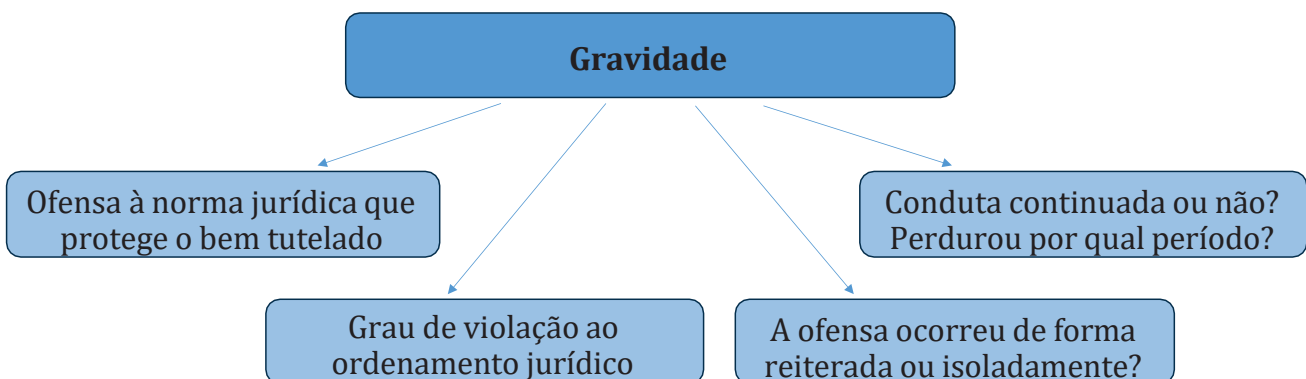 Gravidade
Ofensa à norma jurídica que
protege o bem tutelado
Conduta continuada ou não?
Perdurou por qual período?
Grau de violação ao
ordenamento jurídico
A ofensa ocorreu de forma
reiterada ou isoladamente?